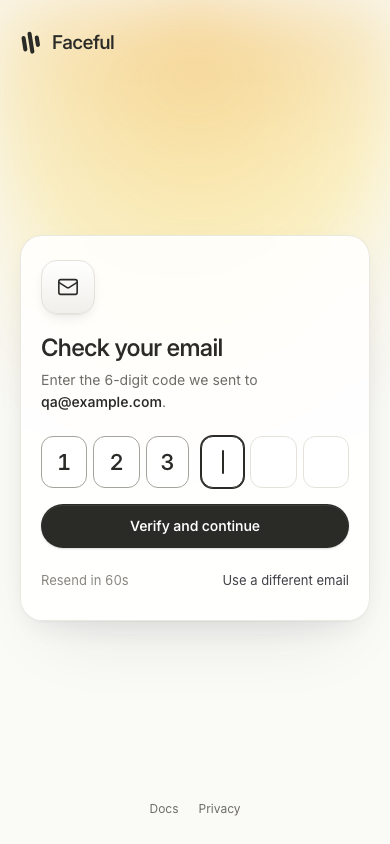 Faceful
Check your email
Enter the 6-digit code we sent to
qa@example.com.
1 2 3
Verify and continue
Resend in 60s Use a different email
Docs Privacy